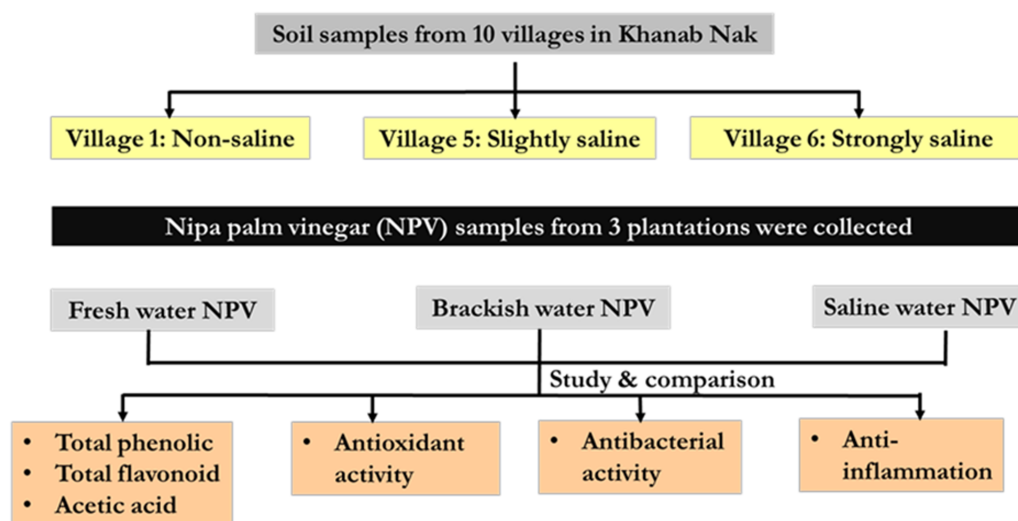 Soil samples from 10 villages in Khanab Nak
Village 1: Non-saline
Village 5: Slightly saline
Village 6: Strongly saline
Nipa palm vinegar (NPV) samples from 3 plantations were collected
Fresh water NPV
Brackish water NPV
Saline water NPV
Study & comparison
• Total phenolic
• Total flavonoid
• Acetic acid
• Antioxidant
activity
• Antibacterial
activity
• Anti-
inflammation